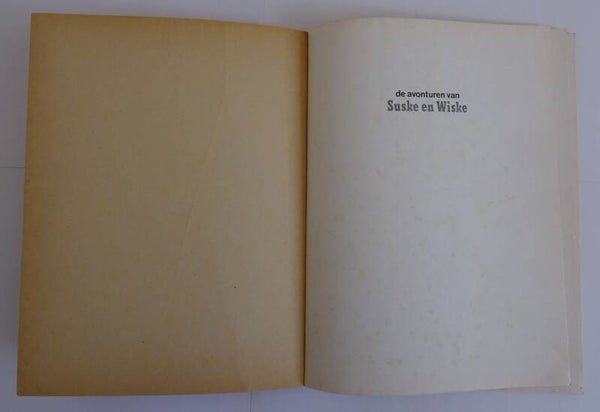 de avonturen van
Suske en Wiske